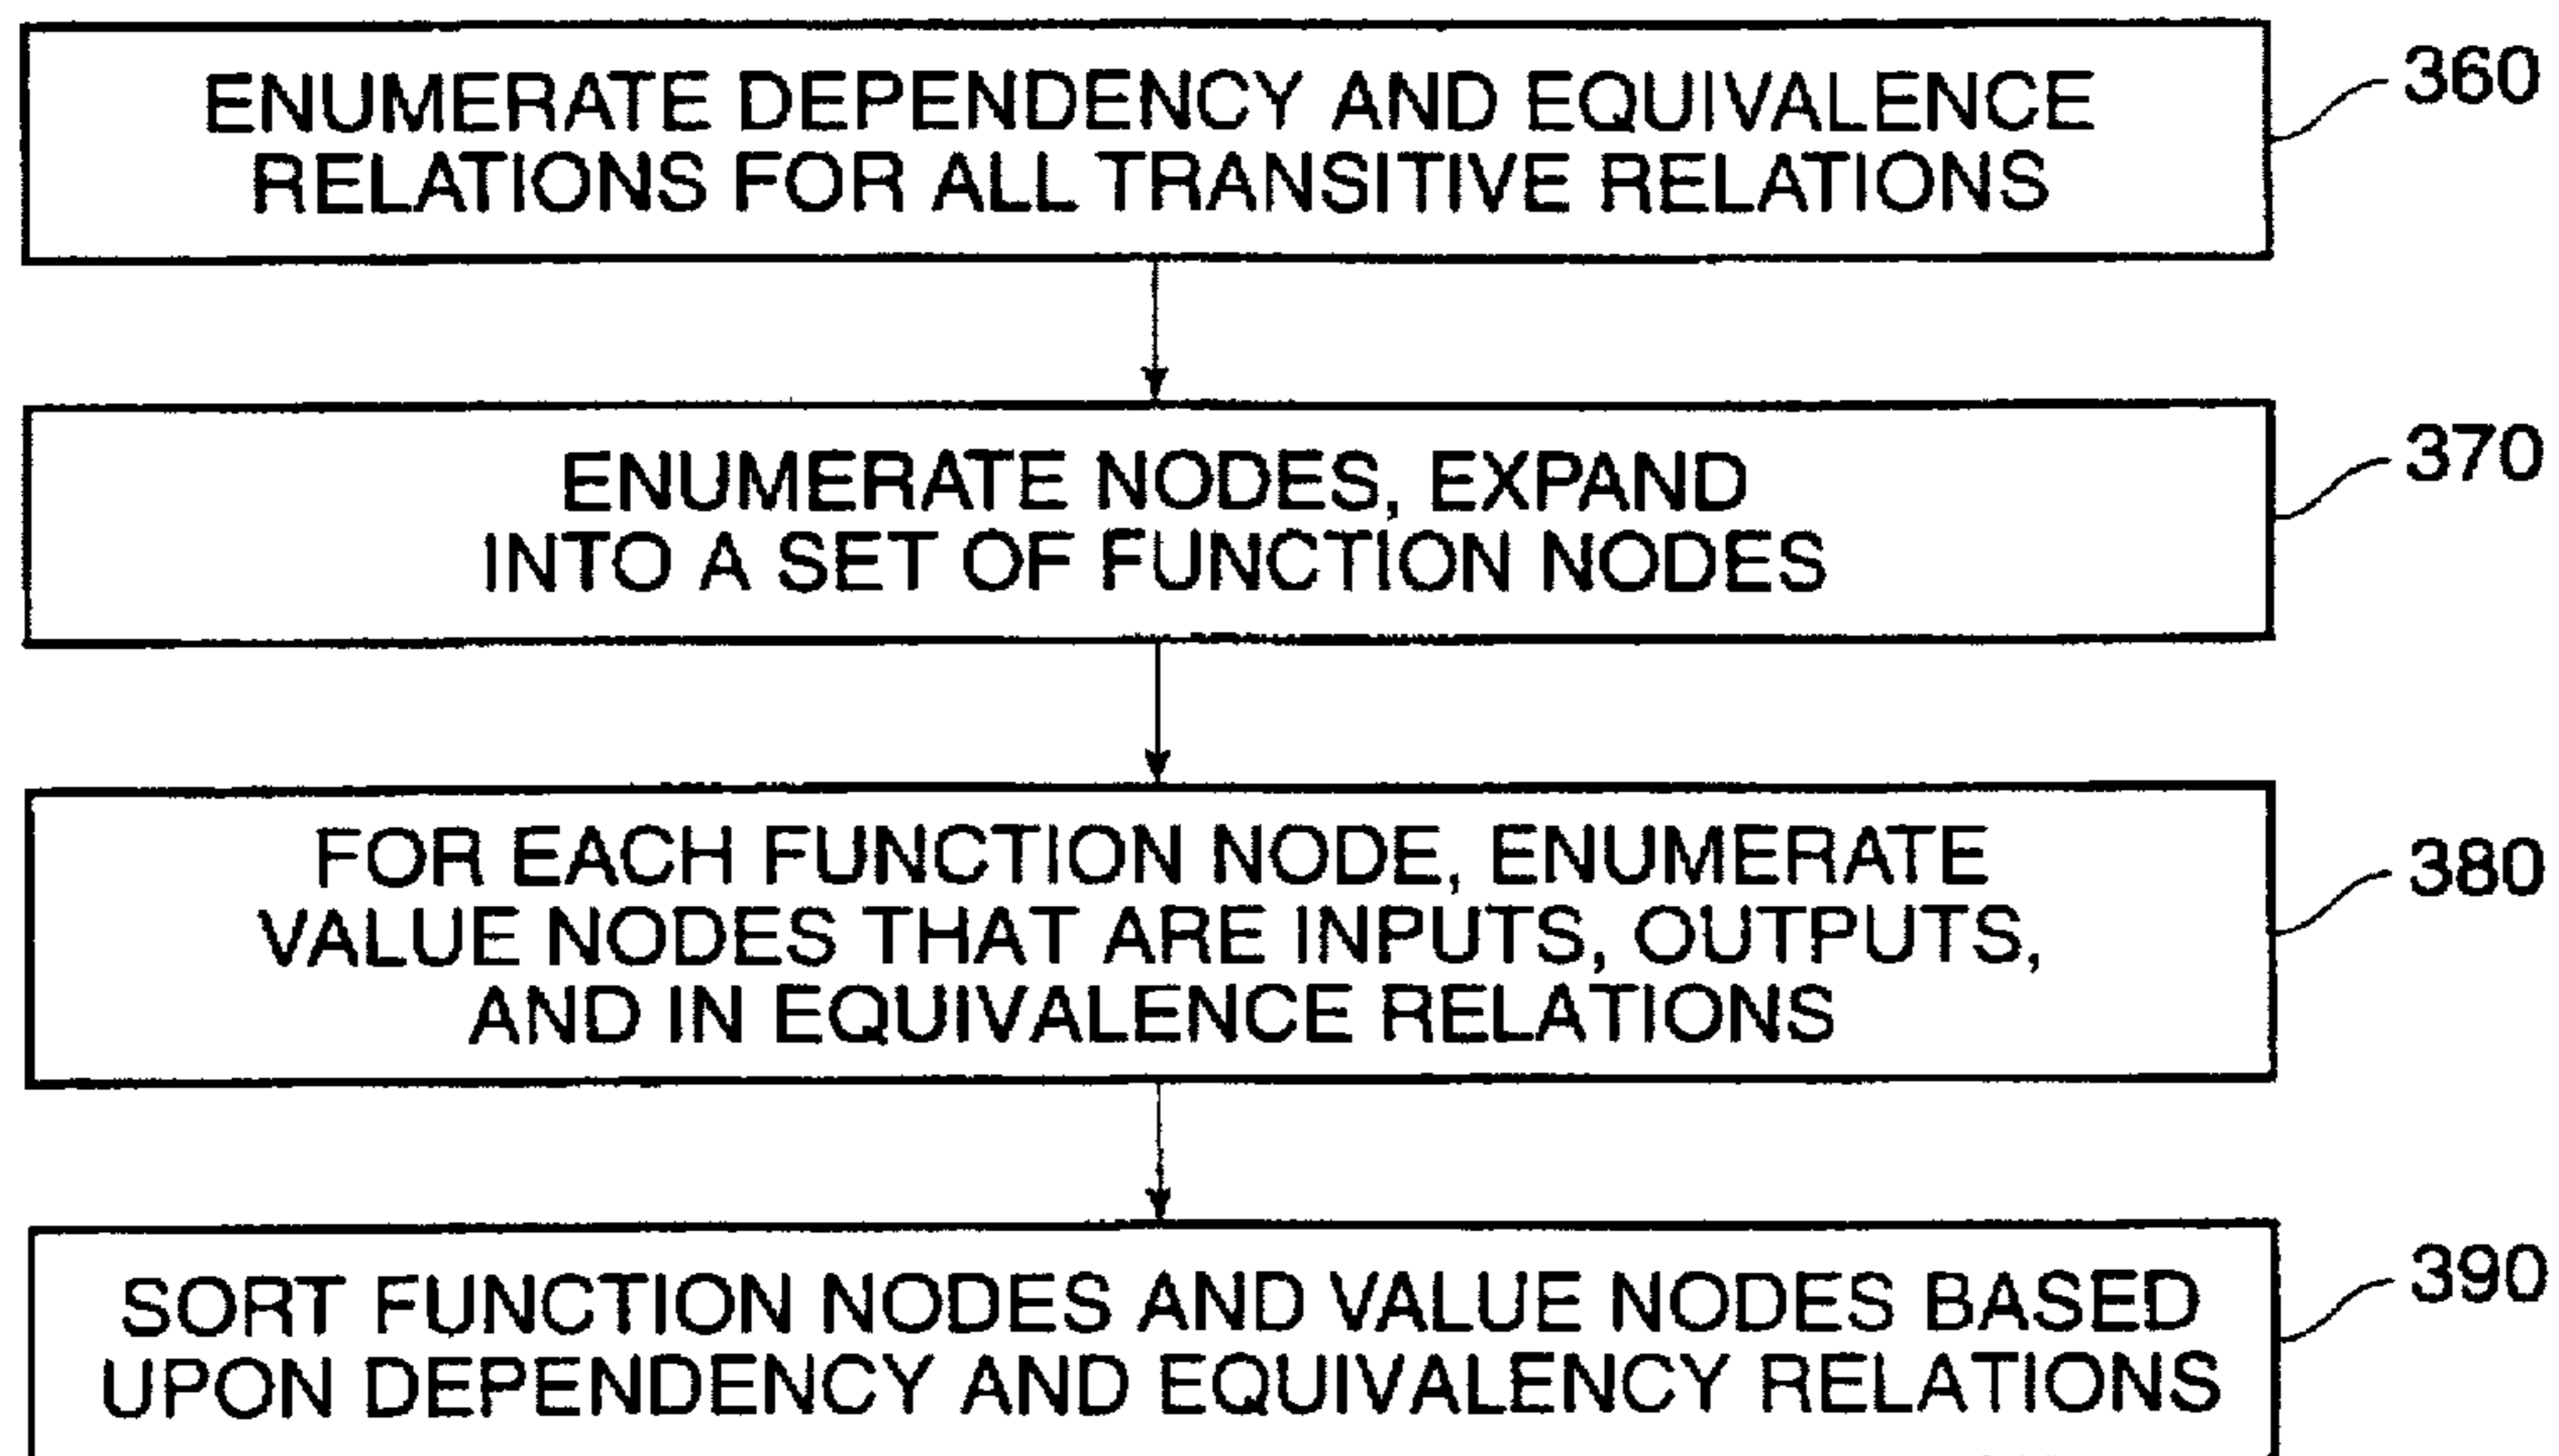 ENUMERATE DEPENDENCY AND EQUIVALENCE
RELATIONS FOR ALL TRANSITIVE RELATIONS
360
ENUMERATE NODES, EXPAND
INTO A SET OF FUNCTION NODES
370
FOR EACH FUNCTION NODE, ENUMERATE
VALUE NODES THAT ARE INPUTS, OUTPUTS,
AND IN EQUIVALENCE RELATIONS
380
SORT FUNCTION NODES AND VALUE NODES BASED
UPON DEPENDENCY AND EQUIVALENCY RELATIONS
390